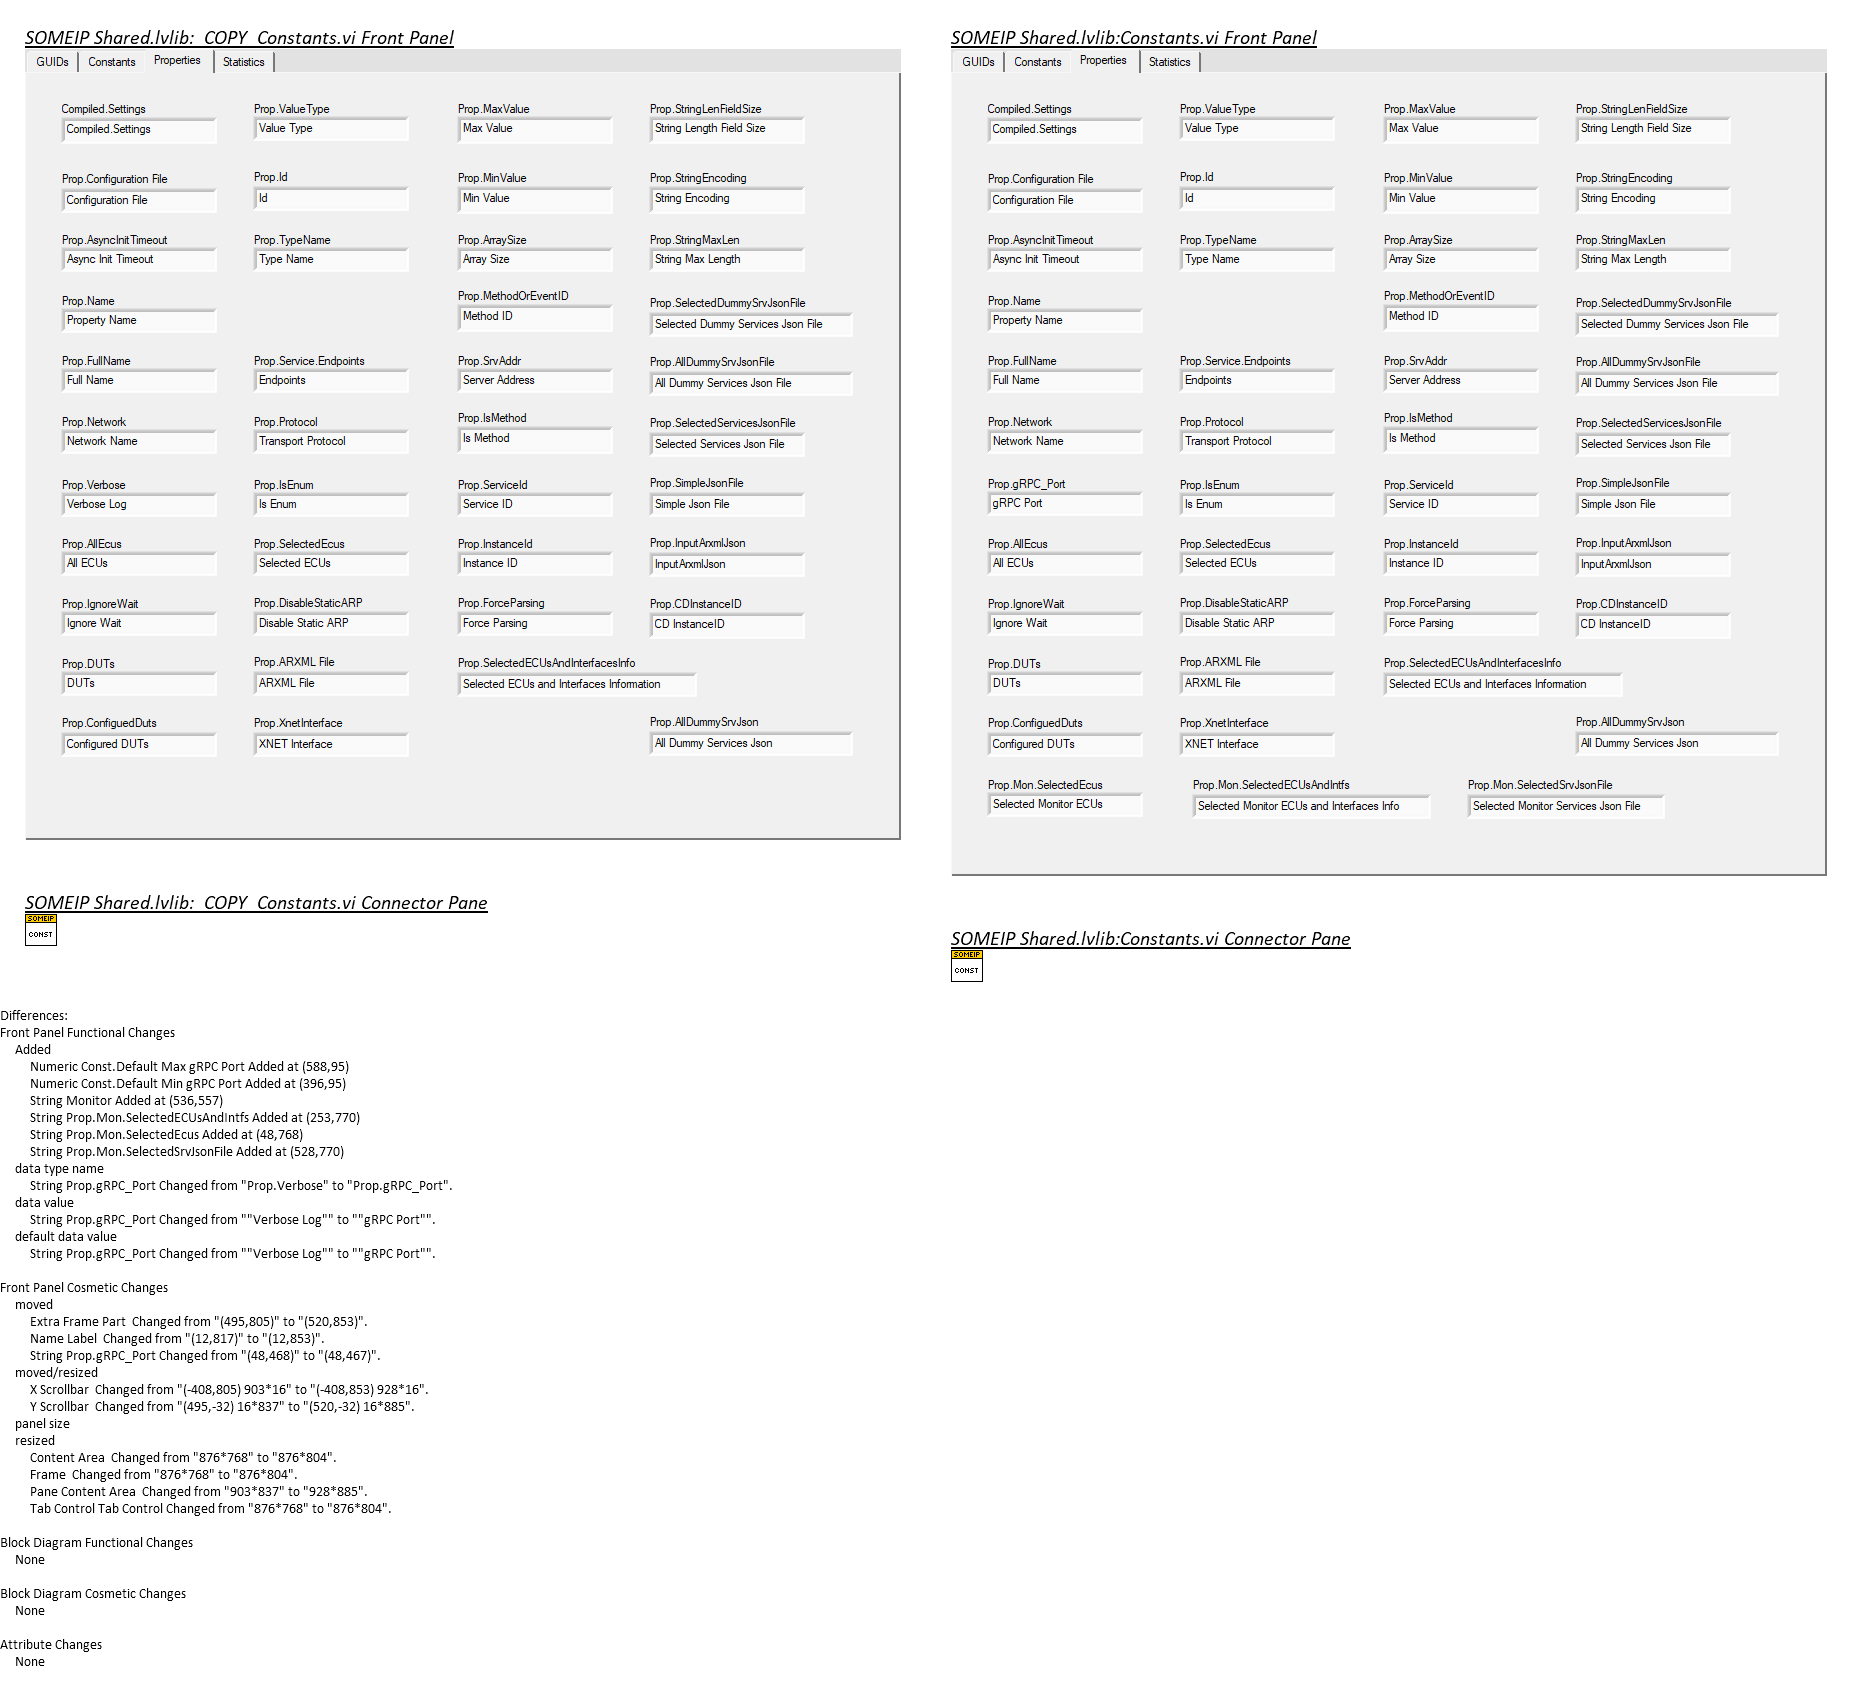 SOMEIP Shared.lvlib:_COPY_Constants.vi Front Panel
GUIDs Constants Properties Statistics
Compiled.Settings Prop.ValueType Prop.MaxValue Prop.StringLenFieldSize
Compiled.Settings Value Type Max Value String Length Field Size
Prop.Configuration File Prop.Id Prop.MinValue Prop.StringEncoding
Configuration File Id Min Value String Encoding
Prop.AsyncInitTimeout Prop.TypeName Prop.ArraySize Prop.StringMaxLen
Async Init Timeout Type Name Array Size String Max Length
Prop.Name Prop.MethodOrEventID Prop.SelectedDummySrvJsonFile
Property Name Method ID Selected Dummy Services Json File
Prop.FullName Prop.Service.Endpoints Prop.SrvAddr Prop.AllDummySrvJsonFile
Full Name Endpoints Server Address All Dummy Services Json File
Prop.Network Prop.Protocol Prop.IsMethod Prop.SelectedServicesJsonFile
Network Name Transport Protocol Is Method Selected Services Json File
Prop.Verbose Prop.IsEnum Prop.ServiceId Prop.SimpleJsonFile
Verbose Log Is Enum Service ID Simple Json File
Prop.AllEcus Prop.SelectedEcus Prop.InstanceId Prop.InputArxmlJson
All ECUs Selected ECUs Instance ID InputArxmlJson
Prop.IgnoreWait Prop.DisableStaticARP Prop.ForceParsing Prop.CDInstanceID
Ignore Wait Disable Static ARP Force Parsing CD InstanceID
Prop.DUTs Prop.ARXML File Prop.SelectedECUsAndInterfacesInfo
DUTs ARXML File Selected ECUs and Interfaces Information
Prop.ConfiguedDuts Prop.XnetInterface Prop.AllDummySrvJson
Configured DUTs XNET Interface All Dummy Services Json
SOMEIP Shared.lvlib:_COPY_Constants.vi Connector Pane
SOMEIP
CONST
SOMEIP Shared.lvlib:Constants.vi Front Panel
GUIDs Constants Properties Statistics
Compiled.Settings Prop.ValueType Prop.MaxValue Prop.StringLenFieldSize
Compiled.Settings Value Type Max Value String Length Field Size
Prop.Configuration File Prop.Id Prop.MinValue Prop.StringEncoding
Configuration File Id Min Value String Encoding
Prop.AsyncInitTimeout Prop.TypeName Prop.ArraySize Prop.StringMaxLen
Async Init Timeout Type Name Array Size String Max Length
Prop.Name Prop.MethodOrEventID Prop.SelectedDummySrvJsonFile
Property Name Method ID Selected Dummy Services Json File
Prop.FullName Prop.Service.Endpoints Prop.SrvAddr Prop.AllDummySrvJsonFile
Full Name Endpoints Server Address All Dummy Services Json File
Prop.Network Prop.Protocol Prop.IsMethod Prop.SelectedServicesJsonFile
Network Name Transport Protocol Is Method Selected Services Json File
Prop.gRPC_Port Prop.IsEnum Prop.ServiceId Prop.SimpleJsonFile
gRPC Port Is Enum Service ID Simple Json File
Prop.AllEcus Prop.SelectedEcus Prop.InstanceId Prop.InputArxmlJson
All ECUs Selected ECUs Instance ID InputArxmlJson
Prop.IgnoreWait Prop.DisableStaticARP Prop.ForceParsing Prop.CDInstanceID
Ignore Wait Disable Static ARP Force Parsing CD InstanceID
Prop.DUTs Prop.ARXML File Prop.SelectedECUsAndInterfacesInfo
DUTs ARXML File Selected ECUs and Interfaces Information
Prop.ConfiguedDuts Prop.XnetInterface Prop.AllDummySrvJson
Configured DUTs XNET Interface All Dummy Services Json
Prop.Mon.SelectedEcus Prop.Mon.SelectedECUsAndIntfs Prop.Mon.SelectedSrvJsonFile
Selected Monitor ECUs Selected Monitor ECUs and Interfaces Info Selected Monitor Services Json File
SOMEIP Shared.lvlib:Constants.vi Connector Pane
SOMEIP
CONST
Differences:
Front Panel Functional Changes
Added
Numeric Const.Default Max gRPC Port Added at (588,95)
Numeric Const.Default Min gRPC Port Added at (396,95)
String Monitor Added at (536,557)
String Prop.Mon.SelectedECUsAndIntfs Added at (253,770)
String Prop.Mon.SelectedEcus Added at (48,768)
String Prop.Mon.SelectedSrvJsonFile Added at (528,770)
data type name
String Prop.gRPC_Port Changed from "Prop.Verbose" to "Prop.gRPC_Port".
data value
String Prop.gRPC_Port Changed from ""Verbose Log"" to ""gRPC Port"".
default data value
String Prop.gRPC_Port Changed from ""Verbose Log"" to ""gRPC Port"".
Front Panel Cosmetic Changes
moved
Extra Frame Part  Changed from "(495,805)" to "(520,853)".
Name Label  Changed from "(12,817)" to "(12,853)".
String Prop.gRPC_Port Changed from "(48,468)" to "(48,467)".
moved/resized
X Scrollbar  Changed from "(-408,805) 903*16" to "(-408,853) 928*16".
Y Scrollbar  Changed from "(495,-32) 16*837" to "(520,-32) 16*885".
panel size
resized
Content Area  Changed from "876*768" to "876*804".
Frame  Changed from "876*768" to "876*804".
Pane Content Area  Changed from "903*837" to "928*885".
Tab Control Tab Control Changed from "876*768" to "876*804".
Block Diagram Functional Changes
None
Block Diagram Cosmetic Changes
None
Attribute Changes
None